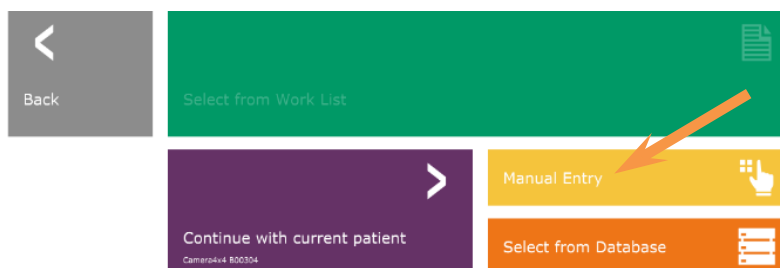 Back
Select from Work List
Manual Entry
Continue with current patient
Camera4x4 B00304
Select from Database